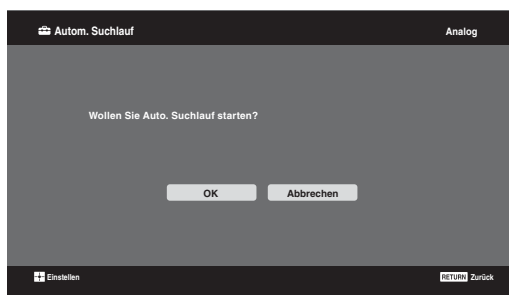 Autom. Suchlauf Analog
Wollen Sie Auto. Suchlauf starten?
OK Abbrechen
Einstellen RETURN Zurück